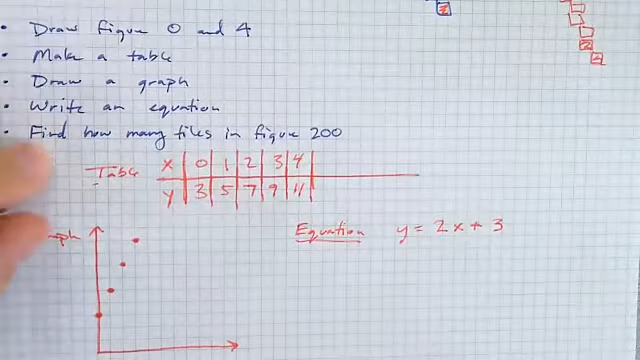 • Draw figure 0 and 4
• Make a table
• Draw a graph
• Write an equation
• Find how many tiles in figure 200
Table X 0 1 2 3 4
Y 3 5 7 9 11
Equation y = 2x + 3